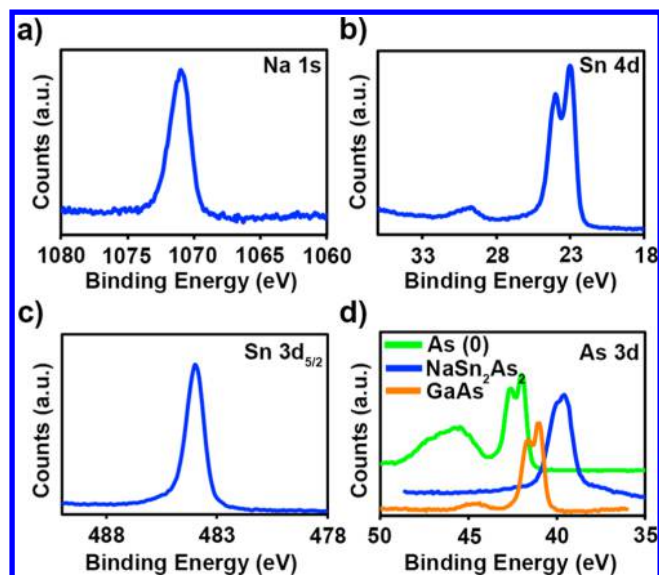 a)
Na 1s
Counts (a.u.)
1080 1075 1070 1065 1060
Binding Energy (eV)
b)
Sn 4d
Counts (a.u.)
33 28 23 18
Binding Energy (eV)
c)
Sn 3d5/2
Counts (a.u.)
488 483 478
Binding Energy (eV)
d)
As 3d
As (0)
NaSn2As2
GaAs2
Counts (a.u.)
50 45 40 35
Binding Energy (eV)